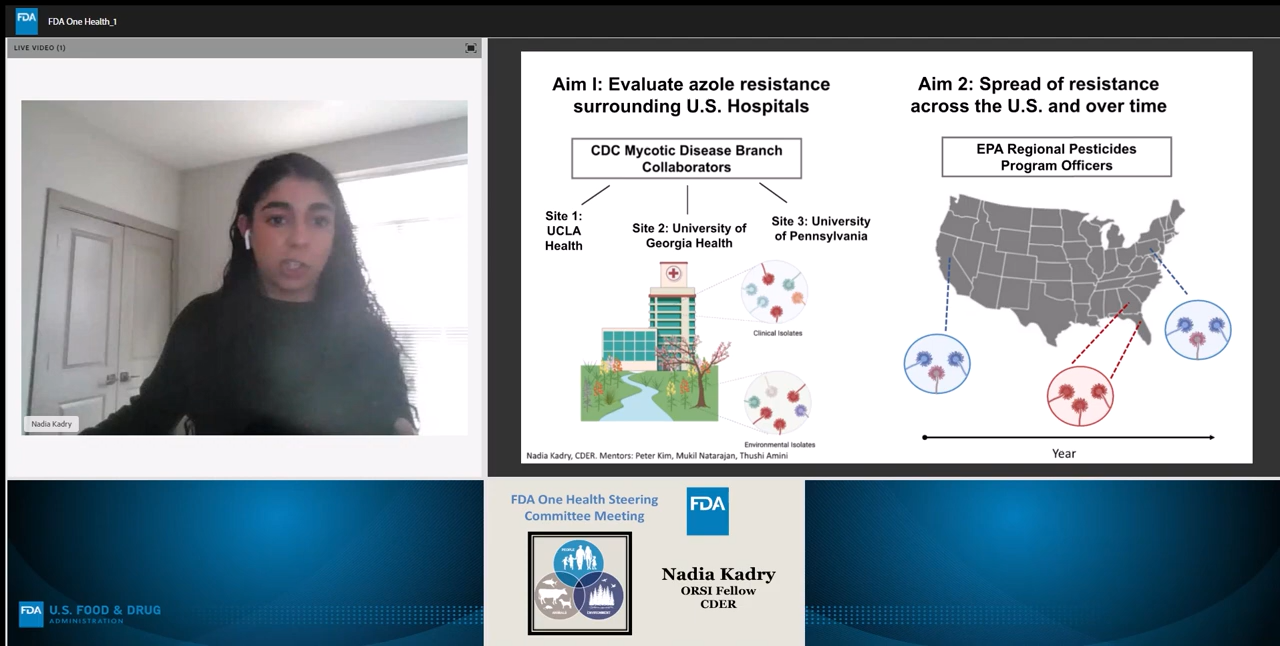 FDA
FDA One Health_1
LIVE VIDEO (1)
Nadia Kadry
Aim I: Evaluate azole resistance
surrounding U.S. Hospitals
CDC Mycotic Disease Branch
Collaborators
Site 1:
UCLA
Health
Site 2: University of
Georgia Health
Site 3: University
of Pennsylvania
Clinical Isolates
Environmental Isolates
Nadia Kadry, CDER. Mentors: Peter Kim, Mukil Natarajan, Thushi Amini
Aim 2: Spread of resistance
across the U.S. and over time
EPA Regional Pesticides
Program Officers
Year
FDA One Health Steering
Committee Meeting
FDA
PEOPLE
ANIMALS
ENVIRONMENT
Nadia Kadry
ORSI Fellow
CDER
FDA
U.S. FOOD & DRUG
ADMINISTRATION